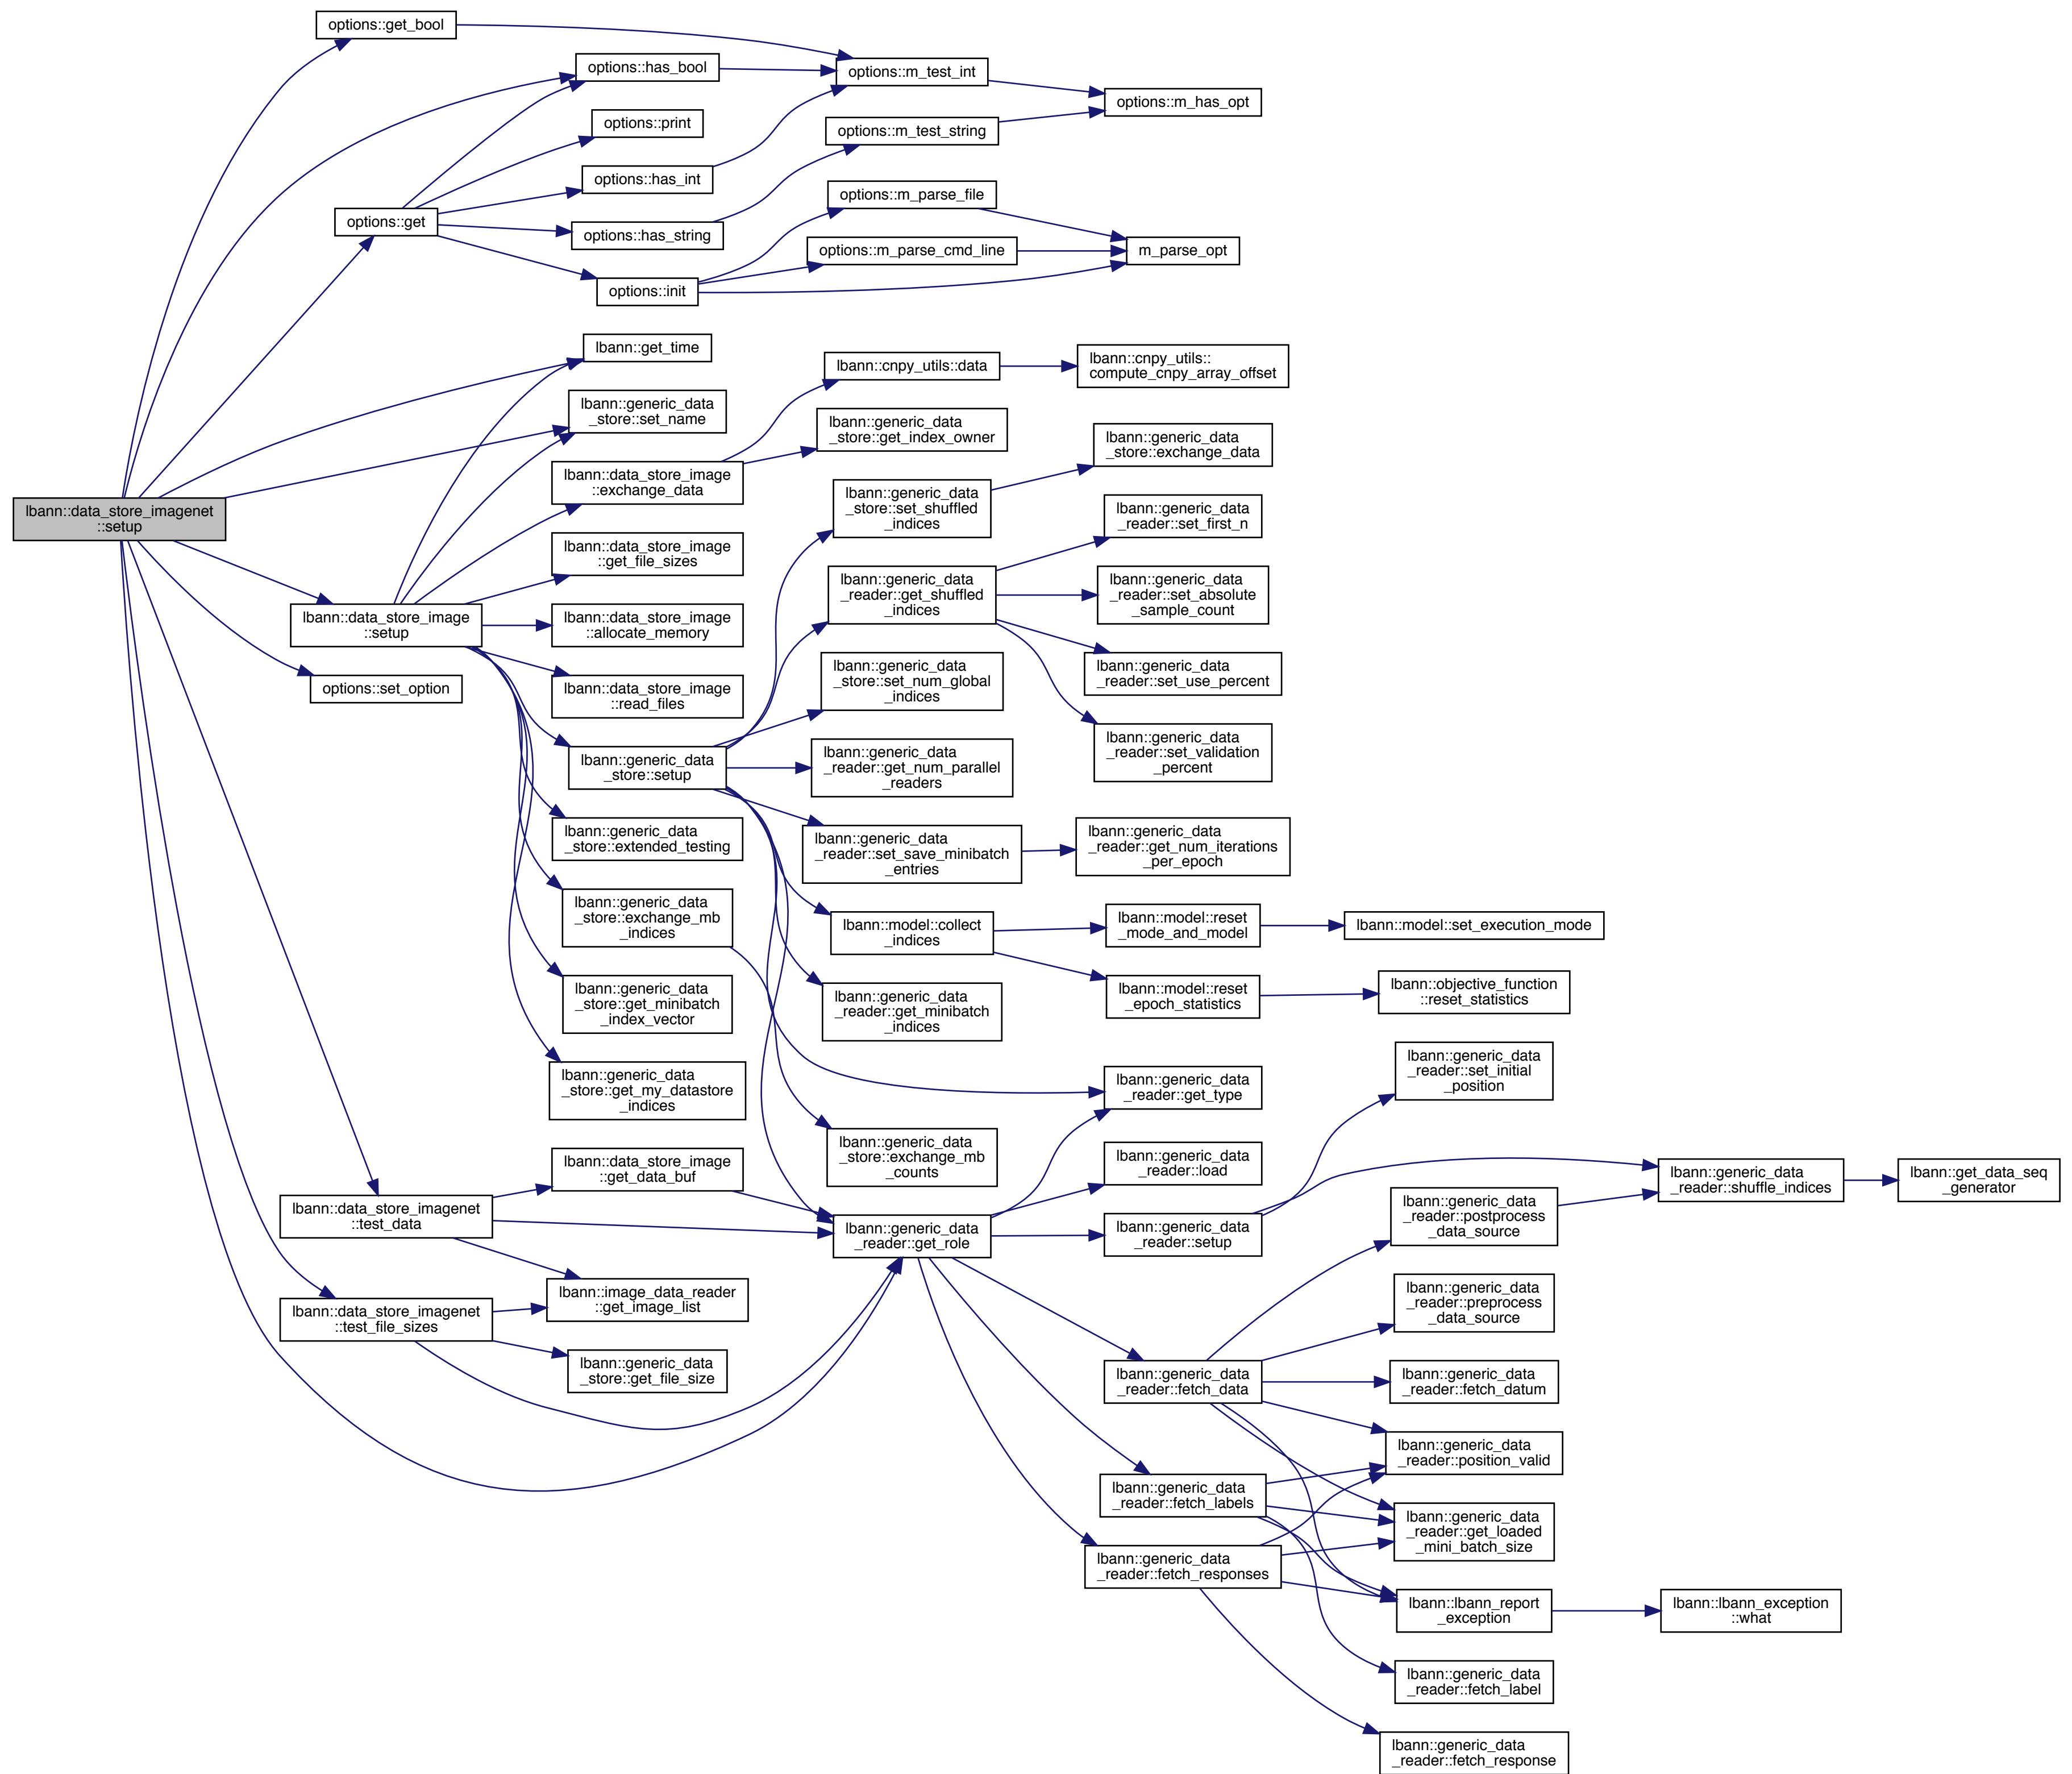 lbann::data_store_imagenet
::setup
options::get_bool
options::has_bool
options::m_test_int
options::m_has_opt
options::print
options::m_test_string
options::has_int
options::get
options::m_parse_file
options::has_string
options::m_parse_cmd_line
m_parse_opt
options::init
lbann::get_time
lbann::cnpy_utils::data
lbann::cnpy_utils::
compute_cnpy_array_offset
lbann::generic_data
_store::set_name
lbann::generic_data
_store::get_index_owner
lbann::generic_data
_store::exchange_data
lbann::data_store_image
::exchange_data
lbann::generic_data
_store::set_shuffled
_indices
lbann::generic_data
_reader::set_first_n
lbann::data_store_image
::get_file_sizes
lbann::generic_data
_reader::get_shuffled
_indices
lbann::generic_data
_reader::set_absolute
_sample_count
lbann::data_store_image
::setup
lbann::data_store_image
::allocate_memory
lbann::generic_data
_store::set_num_global
_indices
lbann::generic_data
_reader::set_use_percent
options::set_option
lbann::data_store_image
::read_files
lbann::generic_data
_reader::set_validation
_percent
lbann::generic_data
_store::setup
lbann::generic_data
_reader::get_num_parallel
_readers
lbann::generic_data
_store::extended_testing
lbann::generic_data
_reader::set_save_minibatch
_entries
lbann::generic_data
_reader::get_num_iterations
_per_epoch
lbann::generic_data
_store::exchange_mb
_indices
lbann::model::collect
_indices
lbann::model::reset
_mode_and_model
lbann::model::set_execution_mode
lbann::generic_data
_store::get_minibatch
_index_vector
lbann::generic_data
_reader::get_minibatch
_indices
lbann::model::reset
_epoch_statistics
lbann::objective_function
::reset_statistics
lbann::generic_data
_store::get_my_datastore
_indices
lbann::generic_data
_reader::get_type
lbann::generic_data
_reader::set_initial
_position
lbann::generic_data
_store::exchange_mb
_counts
lbann::generic_data
_reader::load
lbann::data_store_image
::get_data_buf
lbann::generic_data
_reader::shuffle_indices
lbann::get_data_seq
_generator
lbann::data_store_imagenet
::test_data
lbann::generic_data
_reader::get_role
lbann::generic_data
_reader::setup
lbann::generic_data
_reader::postprocess
_data_source
lbann::image_data_reader
::get_image_list
lbann::generic_data
_reader::preprocess
_data_source
lbann::data_store_imagenet
::test_file_sizes
lbann::generic_data
_store::get_file_size
lbann::generic_data
_reader::fetch_data
lbann::generic_data
_reader::fetch_datum
lbann::generic_data
_reader::position_valid
lbann::generic_data
_reader::fetch_labels
lbann::generic_data
_reader::get_loaded
_mini_batch_size
lbann::generic_data
_reader::fetch_responses
lbann::lbann_report
_exception
lbann::lbann_exception
::what
lbann::generic_data
_reader::fetch_label
lbann::generic_data
_reader::fetch_response